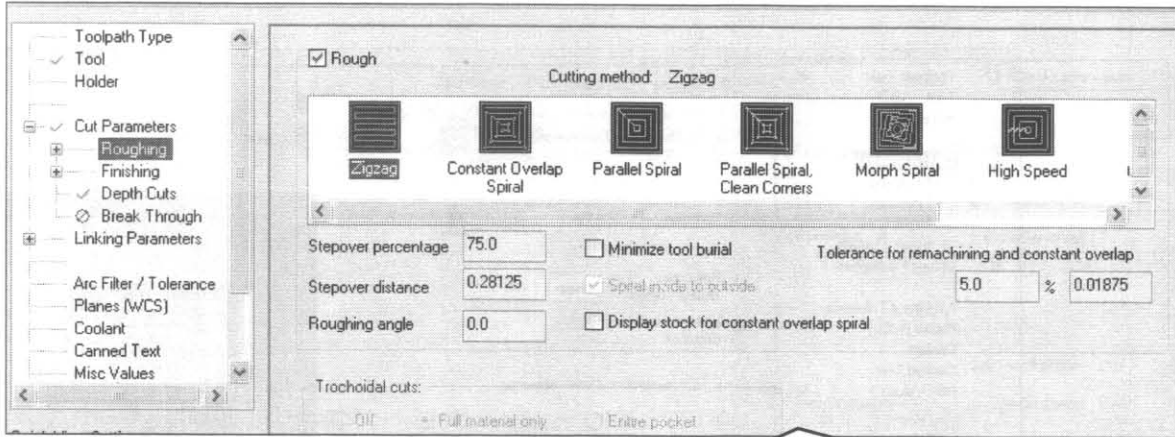 Toolpath Type
Tool
Holder
Cut Parameters
Roughing
Finishing
Depth Cuts
Break Through
Linking Parameters
Arc Filter / Tolerance
Planes (WCS)
Coolant
Canned Text
Misc Values
Rough
Cutting method: Zigzag
Zigzag
Constant Overlap
Spiral
Parallel Spiral
Parallel Spiral,
Clean Corners
Morph Spiral
High Speed
Stepover percentage 75.0
Minimize tool burial
Tolerance for remachining and constant overlap
Stepover distance 0.28125
Spiral inside to outside
5.0 % 0.01875
Roughing angle 0.0
Display stock for constant overlap spiral
Trochoidal cuts:
Off Full material only Entire pocket